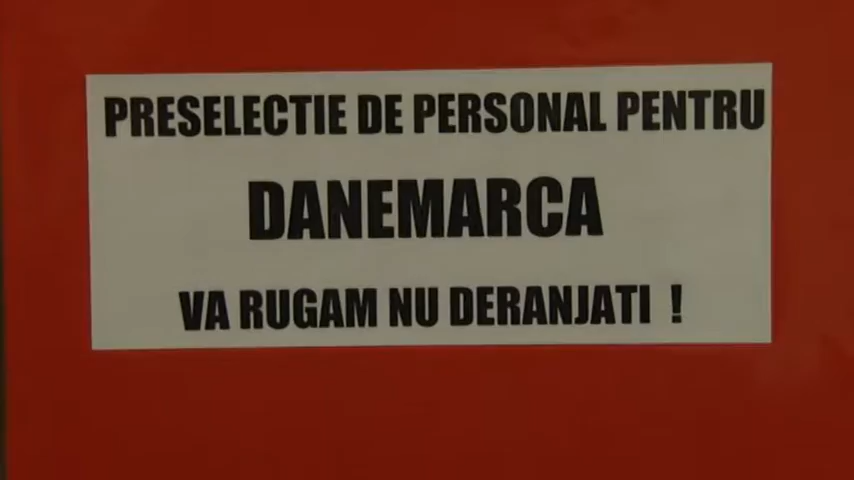 PRESELECTIE DE PERSONAL PENTRU
DANEMARCA
VA RUGAM NU DERANJATI !